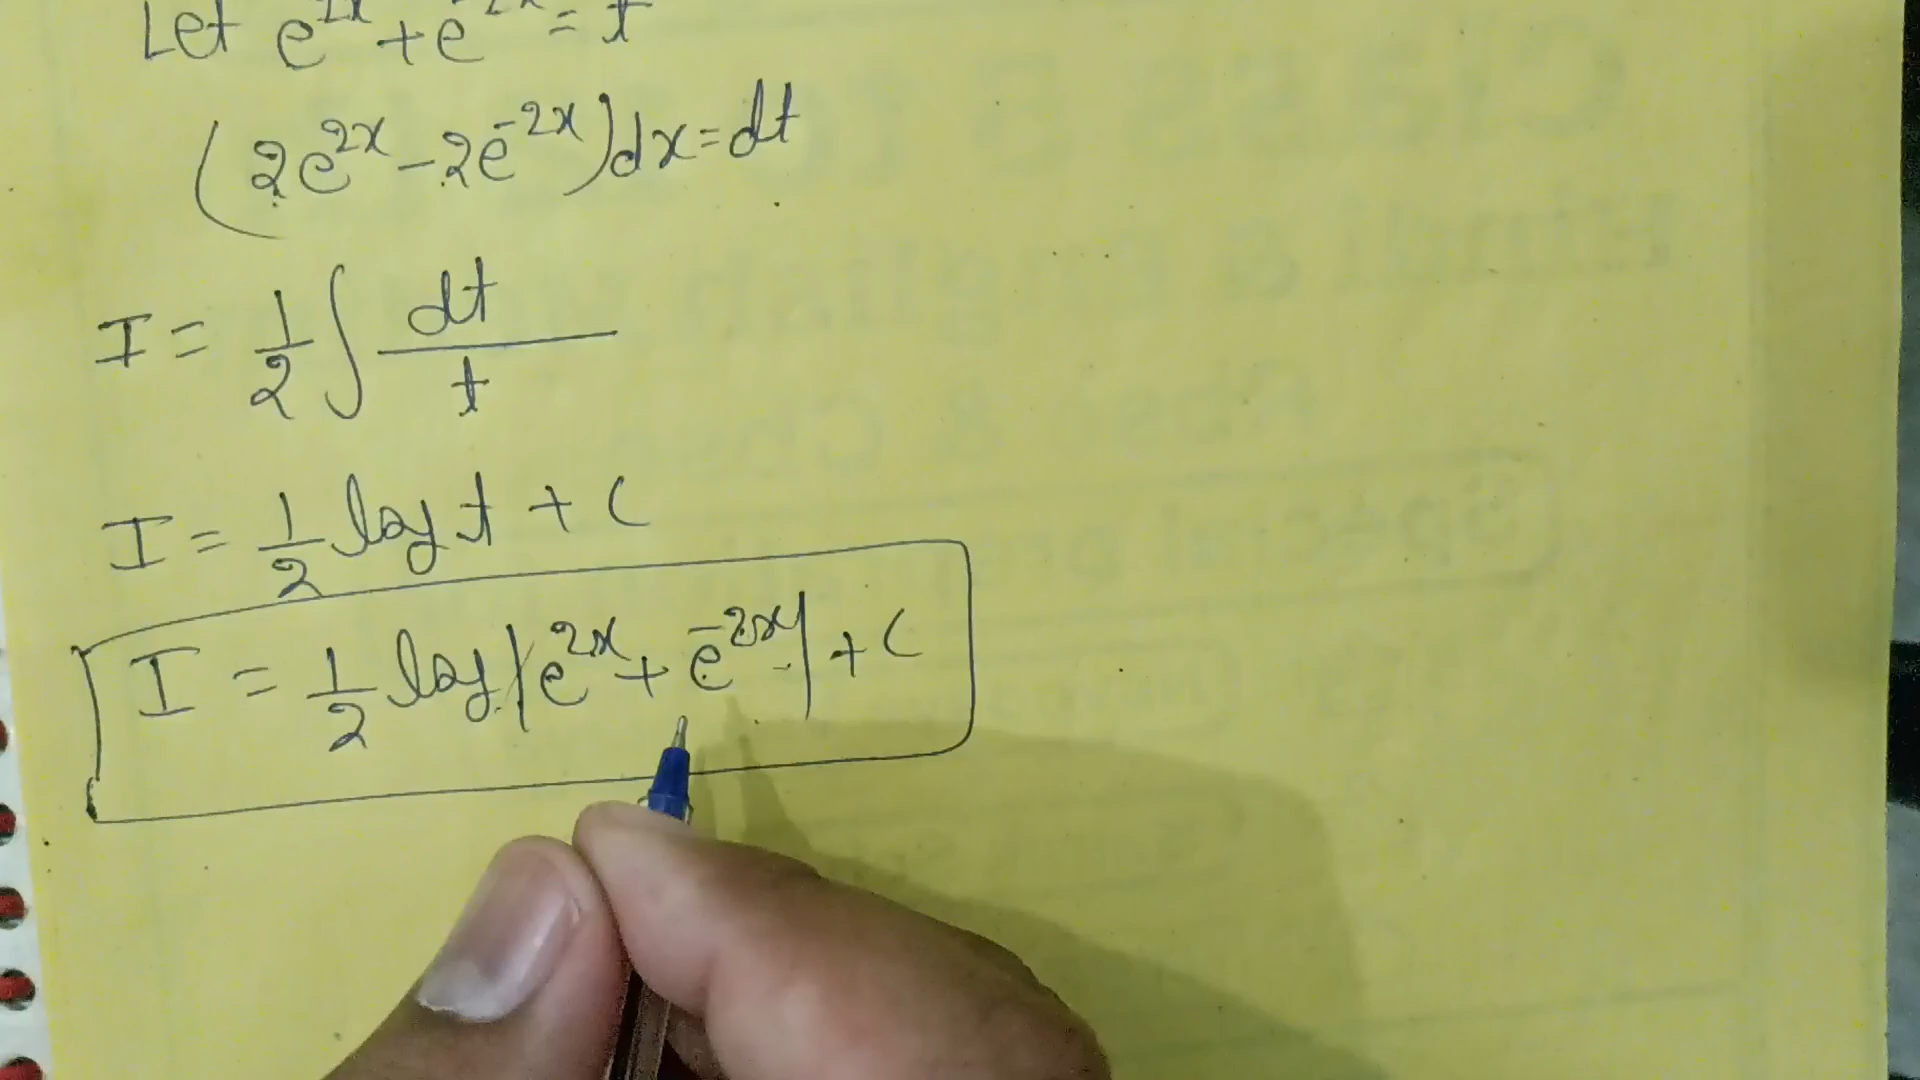 Let e^2x + e^-2x = t
(2e^2x - 2e^-2x)dx = dt
I = 1/2 ∫ dt/t
I = 1/2 log t + C
I = 1/2 log|e^2x + e^-2x| + C